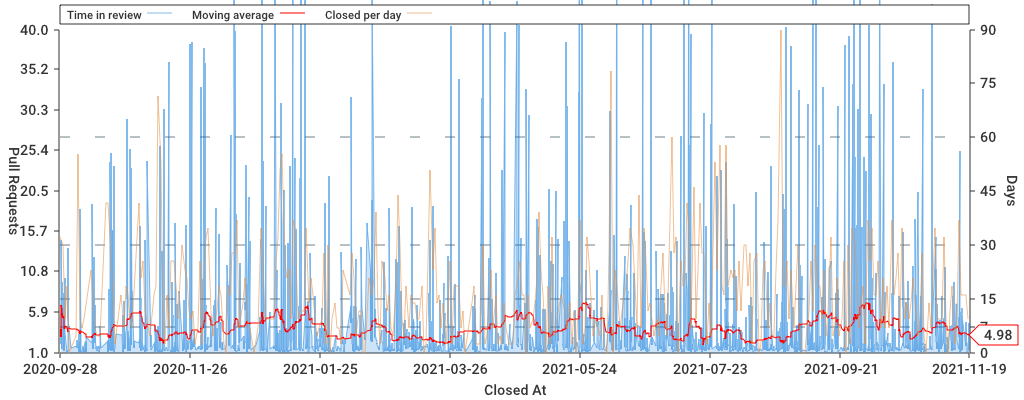 Time in review Moving average Closed per day
40.0 90
35.2 75
30.3
60
25.4
20.5 45
15.7
30
10.8
15
5.9
7
4.98
1.0 0
Pull Requests
Days
2020-09-28 2020-11-26 2021-01-25 2021-03-26 2021-05-24 2021-07-23 2021-09-21 2021-11-19
Closed At